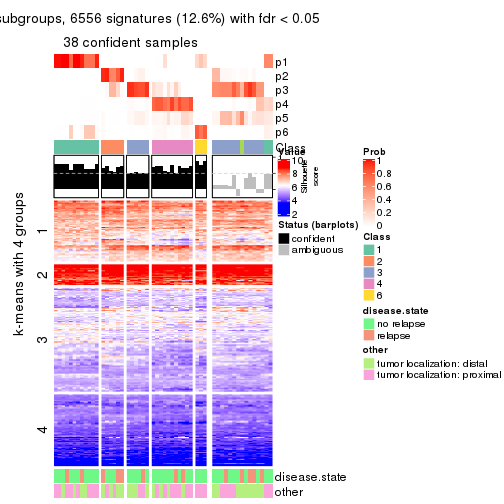 subgroups, 6556 signatures (12.6%) with fdr < 0.05
38 confident samples
p1
p2
p3
p4
p5
p6
Class
k-means with 4 groups
1
2
3
4
disease.state
other
Value
10
8
6
4
2
Silhouette
score
Status (barplots)
confident
ambiguous
Prob
1
0.8
0.6
0.4
0.2
0
Class
1
2
3
4
6
disease.state
no relapse
relapse
other
tumor localization: distal
tumor localization: proximal